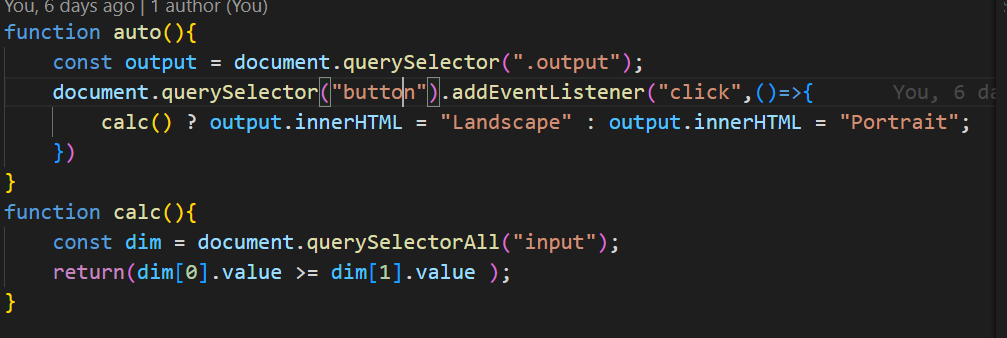 You, 6 days ago | 1 author (You)
function auto(){
    const output = document.querySelector(".output");
    document.querySelector("button").addEventListener("click",()=>{ You, 6 da
        calc() ? output.innerHTML = "Landscape" : output.innerHTML = "Portrait";
    })
}
function calc(){
    const dim = document.querySelectorAll("input");
    return(dim[0].value >= dim[1].value );
}